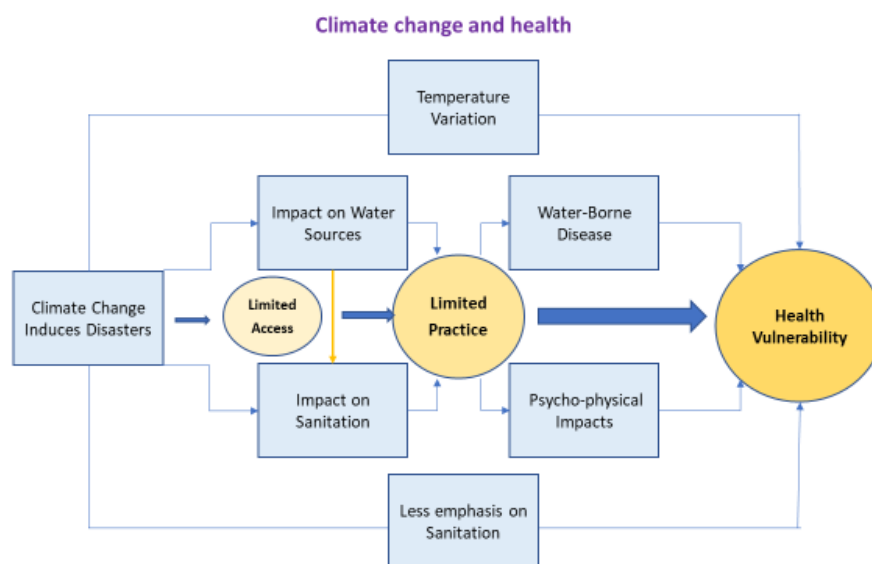 Climate change and health
Temperature
Variation
Impact on Water
Sources
Water-Borne
Disease
Climate Change
Induces Disasters
Limited
Access
Limited
Practice
Health
Vulnerability
Impact on
Sanitation
Psycho-physical
Impacts
Less emphasis on
Sanitation